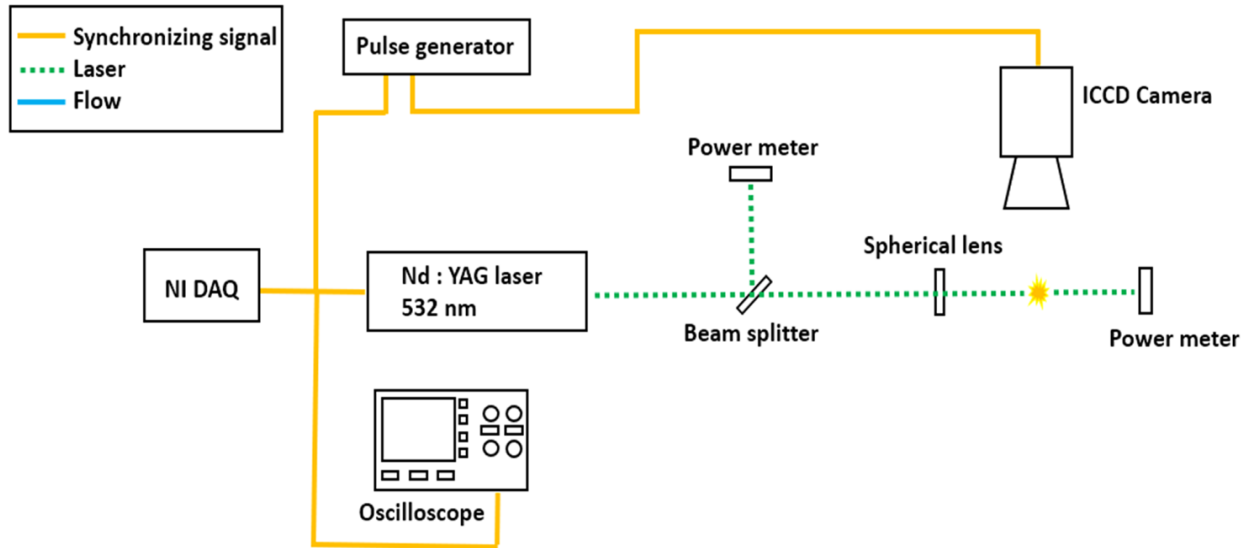 Synchronizing signal
Laser
Flow
Pulse generator
ICCD Camera
Power meter
Spherical lens
NI DAQ
Nd : YAG laser
532 nm
Beam splitter
Power meter
Oscilloscope